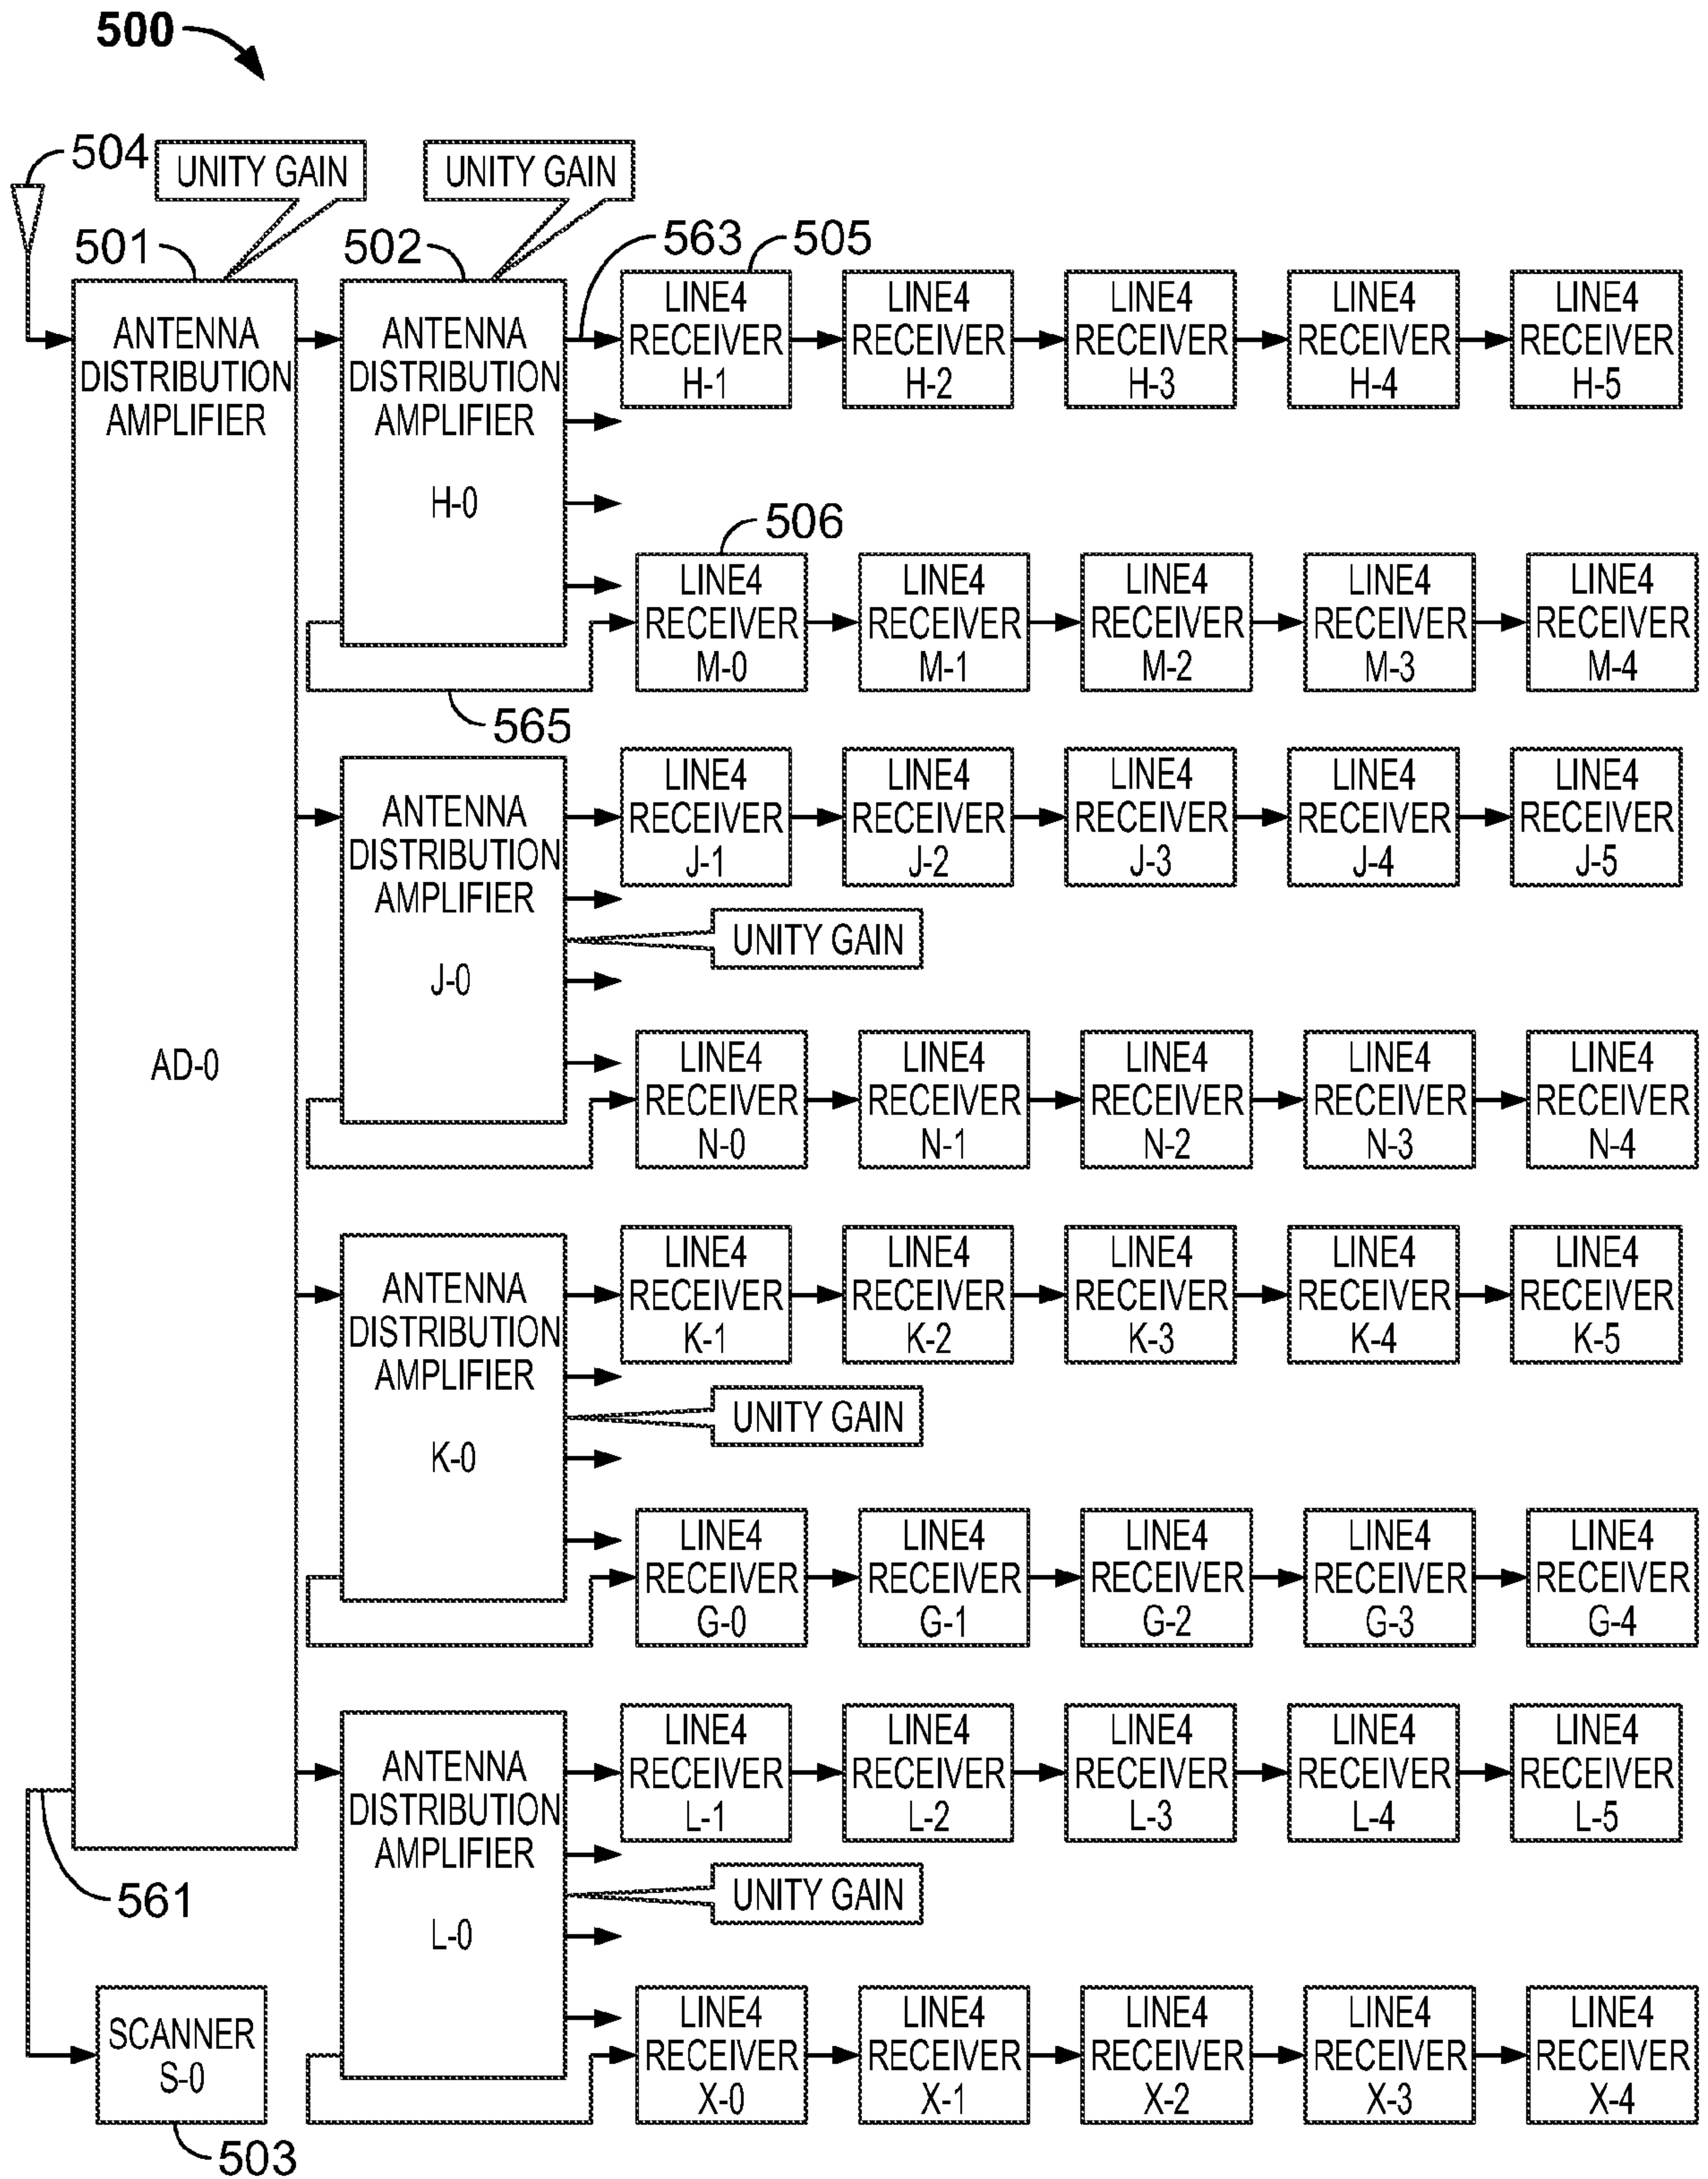 500
504
UNITY GAIN
UNITY GAIN
501
502
563
505
ANTENNA
DISTRIBUTION
AMPLIFIER
AD-0
ANTENNA
DISTRIBUTION
AMPLIFIER
H-0
LINE4
RECEIVER
H-1
LINE4
RECEIVER
H-2
LINE4
RECEIVER
H-3
LINE4
RECEIVER
H-4
LINE4
RECEIVER
H-5
506
LINE4
RECEIVER
M-0
LINE4
RECEIVER
M-1
LINE4
RECEIVER
M-2
LINE4
RECEIVER
M-3
LINE4
RECEIVER
M-4
565
ANTENNA
DISTRIBUTION
AMPLIFIER
J-0
LINE4
RECEIVER
J-1
LINE4
RECEIVER
J-2
LINE4
RECEIVER
J-3
LINE4
RECEIVER
J-4
LINE4
RECEIVER
J-5
UNITY GAIN
LINE4
RECEIVER
N-0
LINE4
RECEIVER
N-1
LINE4
RECEIVER
N-2
LINE4
RECEIVER
N-3
LINE4
RECEIVER
N-4
ANTENNA
DISTRIBUTION
AMPLIFIER
K-0
LINE4
RECEIVER
K-1
LINE4
RECEIVER
K-2
LINE4
RECEIVER
K-3
LINE4
RECEIVER
K-4
LINE4
RECEIVER
K-5
UNITY GAIN
LINE4
RECEIVER
G-0
LINE4
RECEIVER
G-1
LINE4
RECEIVER
G-2
LINE4
RECEIVER
G-3
LINE4
RECEIVER
G-4
ANTENNA
DISTRIBUTION
AMPLIFIER
L-0
LINE4
RECEIVER
L-1
LINE4
RECEIVER
L-2
LINE4
RECEIVER
L-3
LINE4
RECEIVER
L-4
LINE4
RECEIVER
L-5
UNITY GAIN
561
SCANNER
S-0
503
LINE4
RECEIVER
X-0
LINE4
RECEIVER
X-1
LINE4
RECEIVER
X-2
LINE4
RECEIVER
X-3
LINE4
RECEIVER
X-4